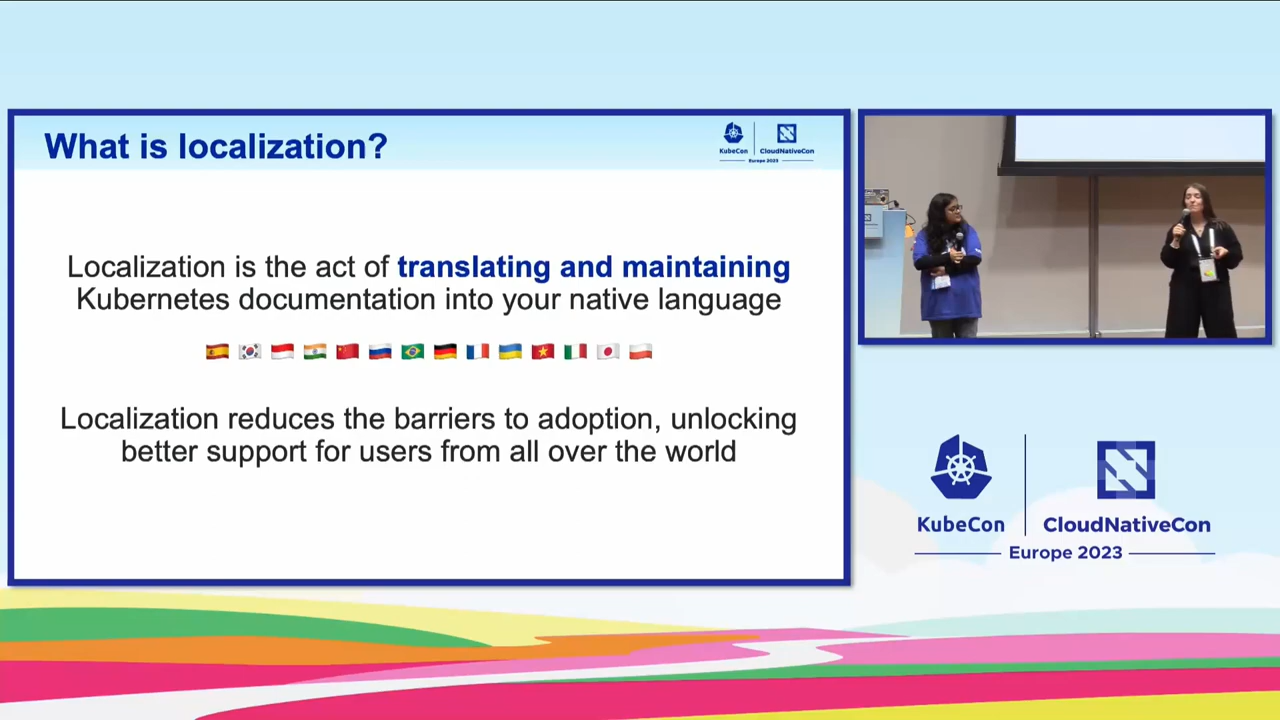 What is localization?
KubeCon
CloudNativeCon
Europe 2023
Localization is the act of translating and maintaining
Kubernetes documentation into your native language
Localization reduces the barriers to adoption, unlocking
better support for users from all over the world
KubeCon
CloudNativeCon
Europe 2023